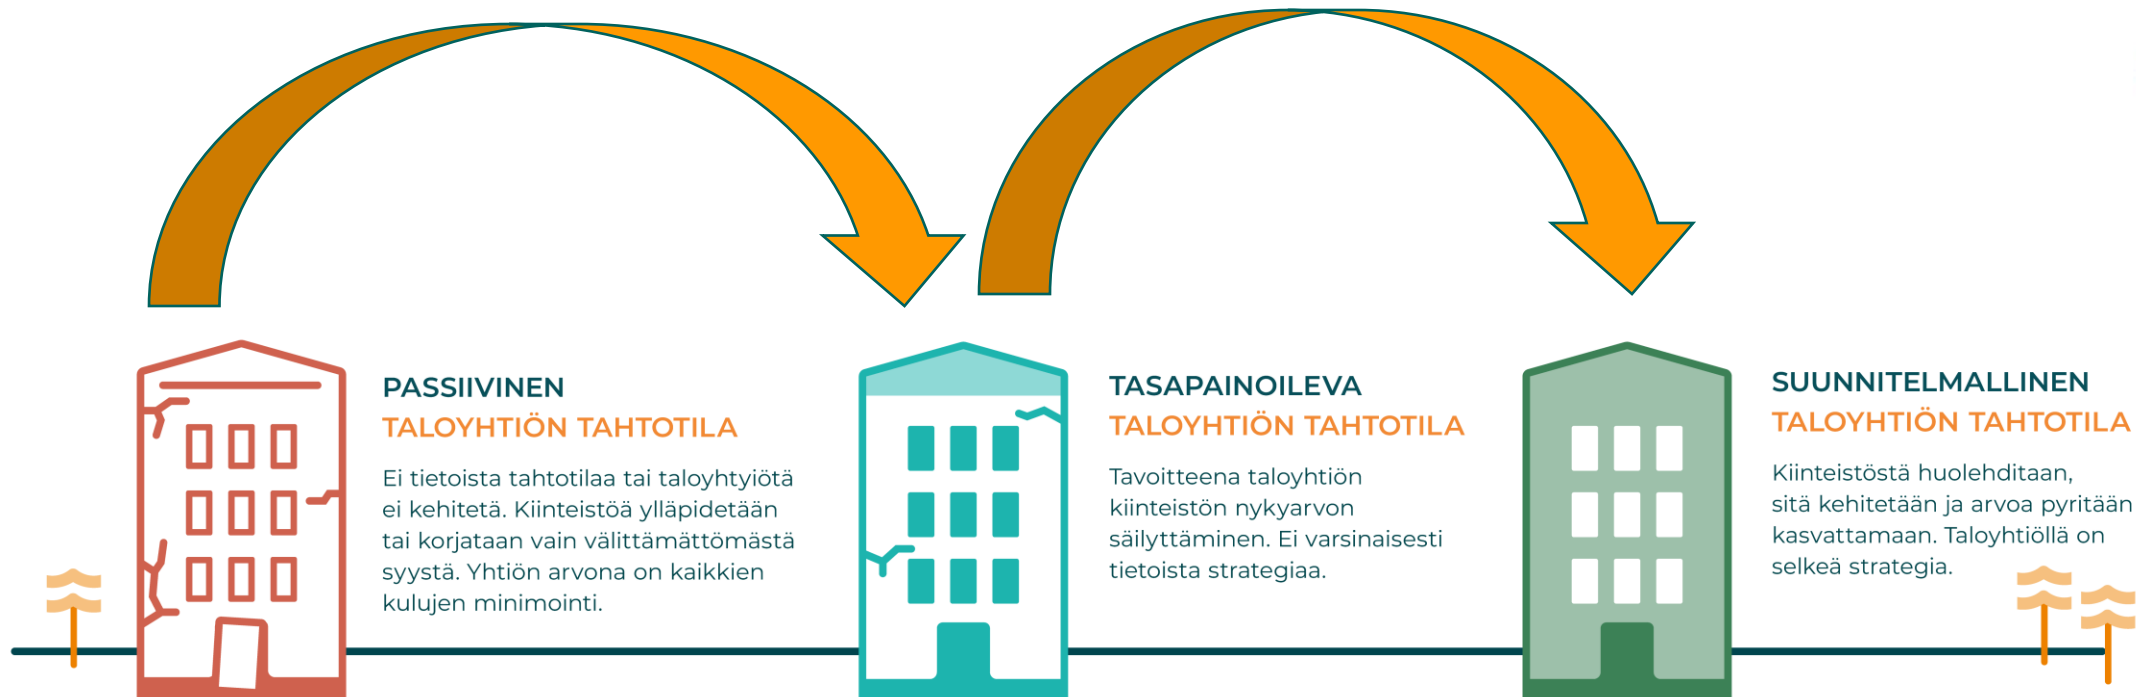 PASSIIVINEN
TALOYHTIÖN TAHTOTILA
Ei tietoista tahtotilaa tai taloyhtyiötä
ei kehitetä. Kiinteistöä ylläpidetään
tai korjataan vain välittämättömästä
syystä. Yhtiön arvona on kaikkien
kulujen minimointi.
TASAPAINOILEVA
TALOYHTIÖN TAHTOTILA
Tavoitteena taloyhtiön
kiinteistön nykyarvon
säilyttäminen. Ei varsinaisesti
tietoista strategiaa.
SUUNNITELMALLINEN
TALOYHTIÖN TAHTOTILA
Kiinteistöstä huolehditaan,
sitä kehitetään ja arvoa pyritään
kasvattamaan. Taloyhtiöllä on
selkeä strategia.